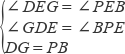 ∠DEG = ∠PEB
∠GDE = ∠BPE
DG = PB